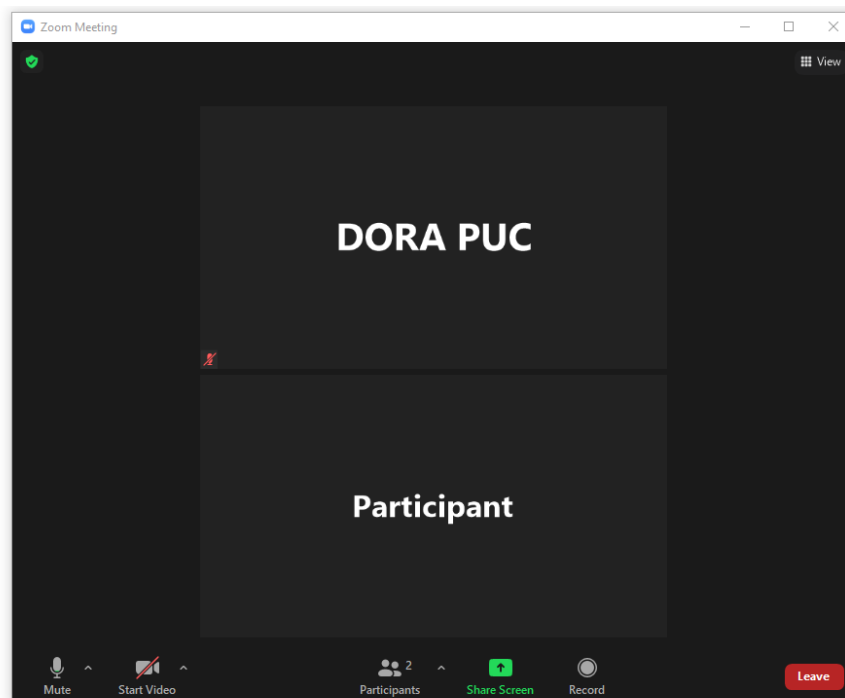 Zoom Meeting
View
DORA PUC
Participant
Mute
Start Video
2
Participants
Share Screen
Record
Leave